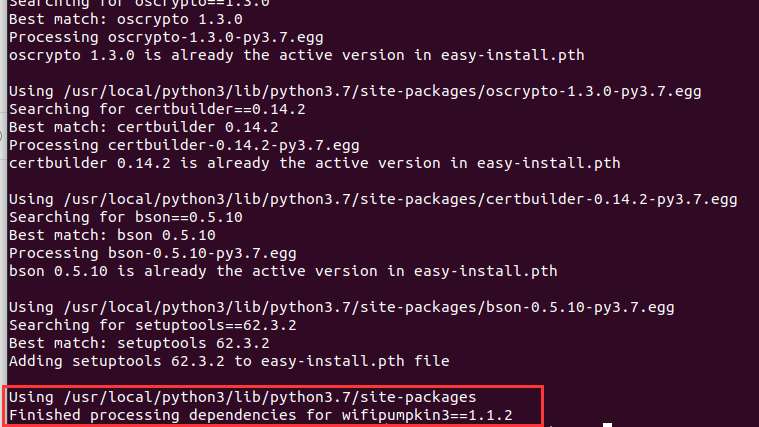 Searching for oscrypto==1.3.0
Best match: oscrypto 1.3.0
Processing oscrypto-1.3.0-py3.7.egg
oscrypto 1.3.0 is already the active version in easy-install.pth
Using /usr/local/python3/lib/python3.7/site-packages/oscrypto-1.3.0-py3.7.egg
Searching for certbuilder==0.14.2
Best match: certbuilder 0.14.2
Processing certbuilder-0.14.2-py3.7.egg
certbuilder 0.14.2 is already the active version in easy-install.pth
Using /usr/local/python3/lib/python3.7/site-packages/certbuilder-0.14.2-py3.7.egg
Searching for bson==0.5.10
Best match: bson 0.5.10
Processing bson-0.5.10-py3.7.egg
bson 0.5.10 is already the active version in easy-install.pth
Using /usr/local/python3/lib/python3.7/site-packages/bson-0.5.10-py3.7.egg
Searching for setuptools==62.3.2
Best match: setuptools 62.3.2
Adding setuptools 62.3.2 to easy-install.pth file
Using /usr/local/python3/lib/python3.7/site-packages
Finished processing dependencies for wifipumpkin3==1.1.2